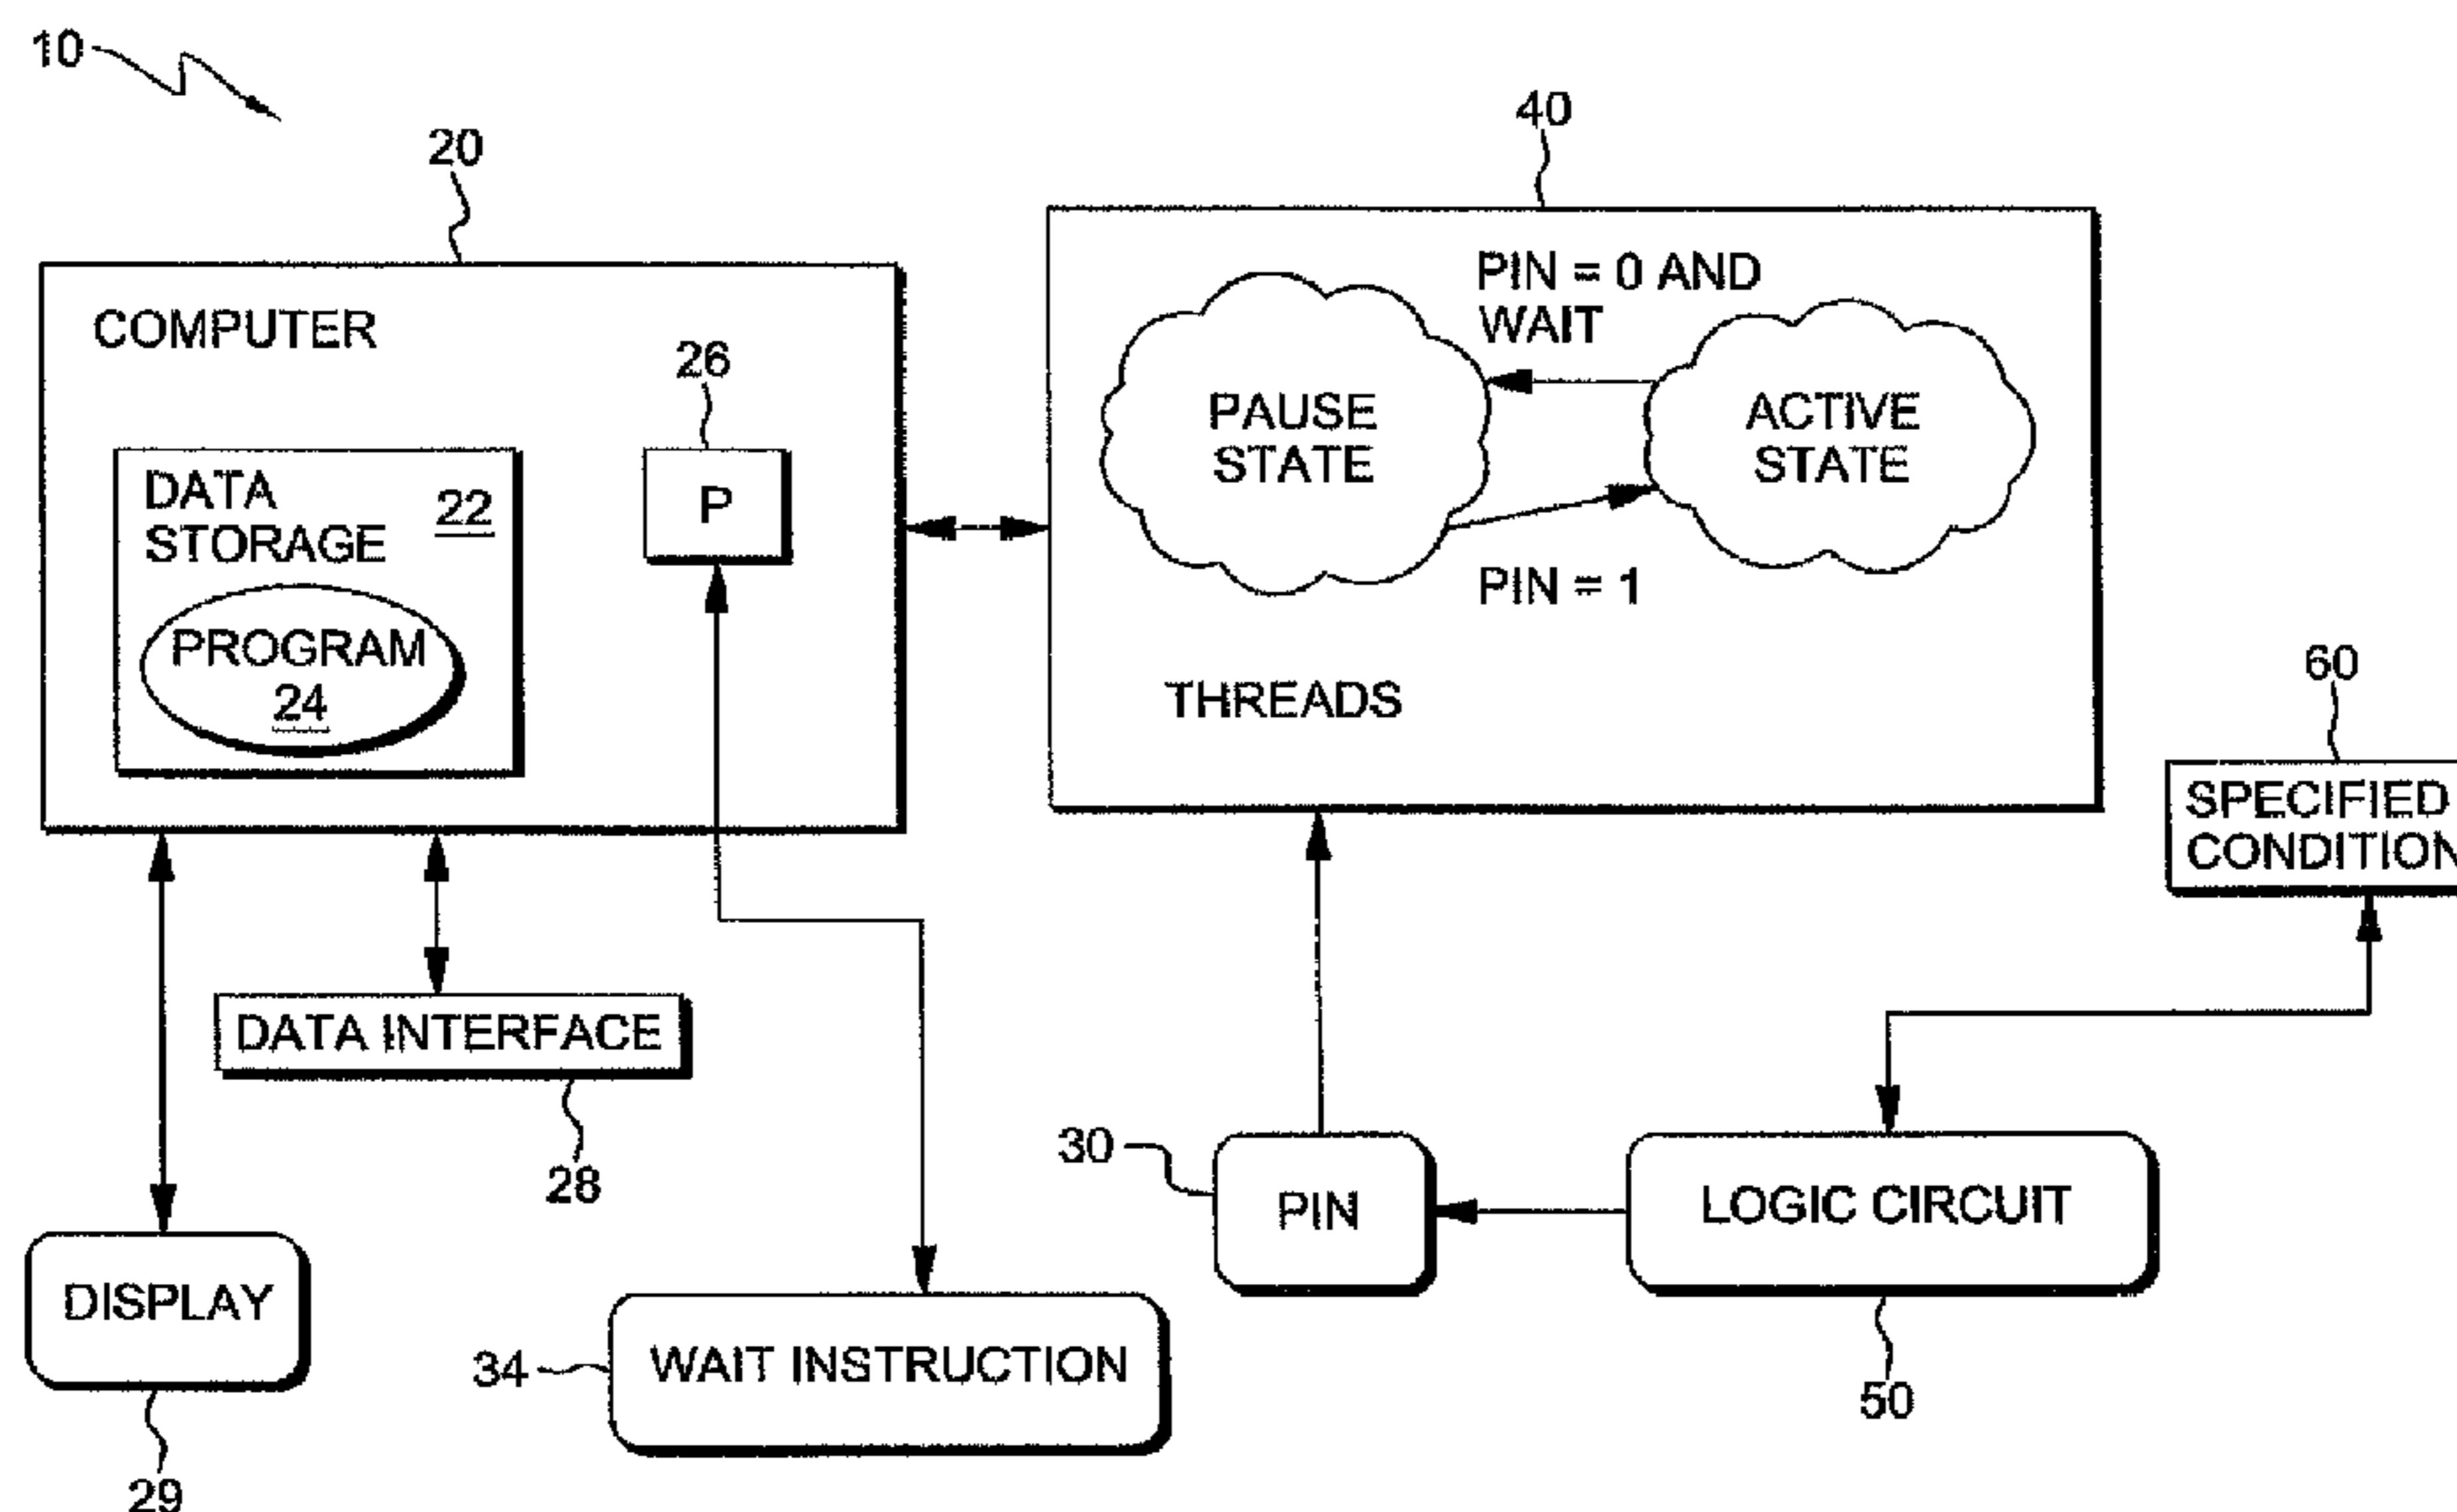 10
20
40
COMPUTER
26
PIN = 0 AND
WAIT
PAUSE
STATE
ACTIVE
STATE
DATA
STORAGE
22
P
PROGRAM
24
PIN = 1
THREADS
60
SPECIFIED
CONDITION
DATA INTERFACE
28
30
PIN
LOGIC CIRCUIT
DISPLAY
34
WAIT INSTRUCTION
50
29